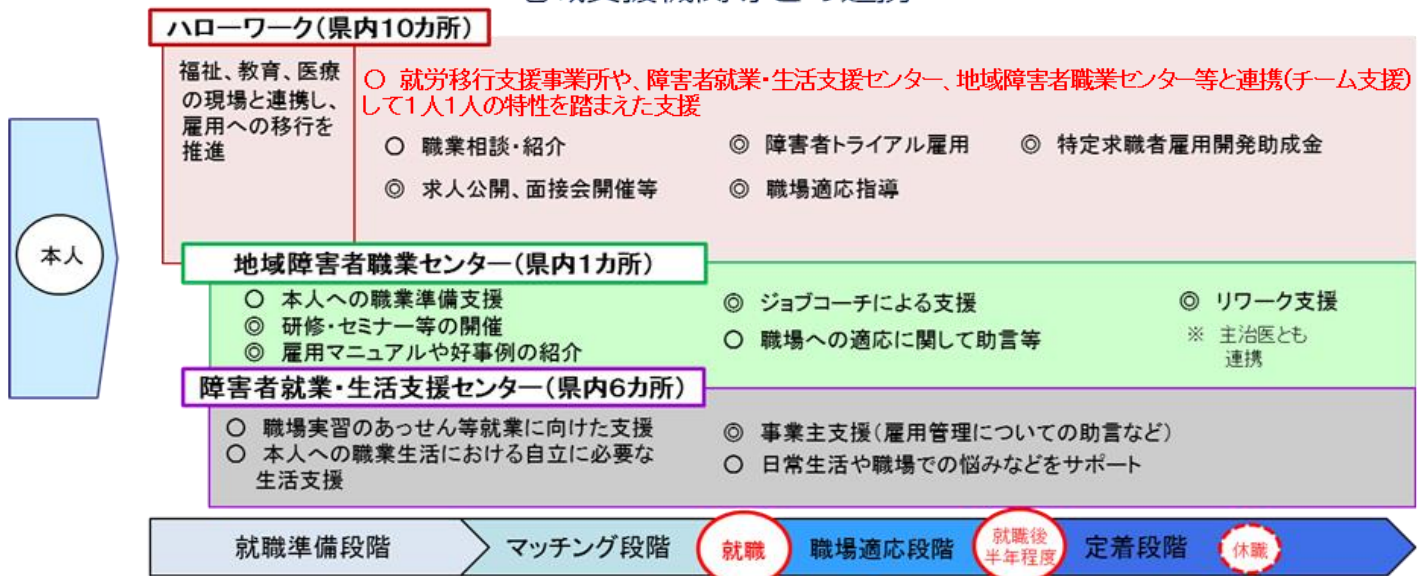 ハローワーク(県内10カ所)
福祉、教育、医療
の現場と連携し、
雇用への移行を
推進
○ 就労移行支援事業所や、障害者就業・生活支援センター、地域障害者職業センター等と連携(チーム支援)
して1人1人の特性を踏まえた支援
○ 職業相談・紹介
◎ 障害者トライアル雇用
◎ 特定求職者雇用開発助成金
◎ 求人公開、面接会開催等
◎ 職場適応指導
本人
地域障害者職業センター(県内1カ所)
○ 本人への職業準備支援
◎ 研修・セミナー等の開催
◎ 雇用マニュアルや好事例の紹介
◎ ジョブコーチによる支援
○ 職場への適応に関して助言等
◎ リワーク支援
※ 主治医とも
連携
障害者就業・生活支援センター(県内6カ所)
○ 職場実習のあっせん等就業に向けた支援
○ 本人への職業生活における自立に必要な
生活支援
◎ 事業主支援(雇用管理についての助言など)
○ 日常生活や職場での悩みなどをサポート
就職準備段階
マッチング段階
就職
職場適応段階
就職後
半年程度
定着段階
休職